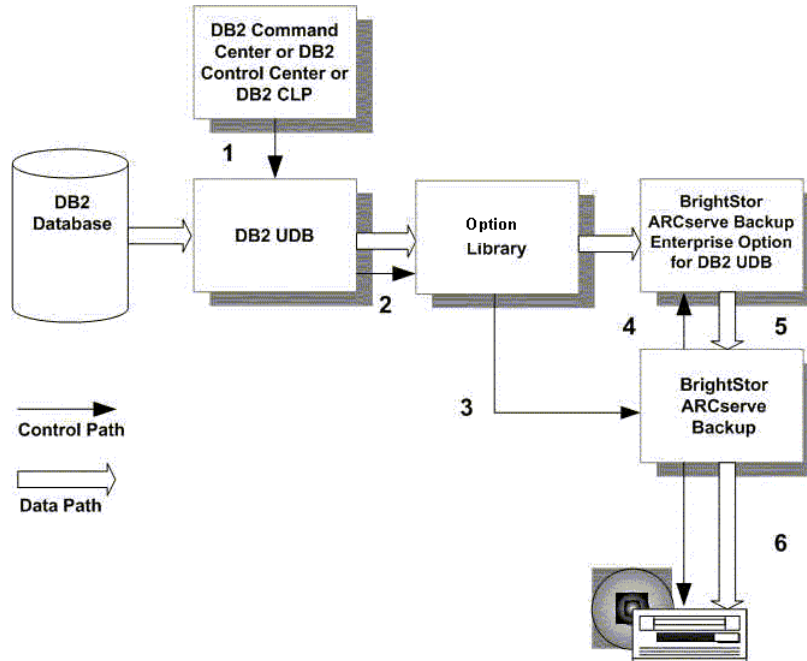 DB2 Command
Center or DB2
Control Center or
DB2 CLP
1
DB2
Database
DB2 UDB
Option
Library
BrightStor
ARCserve Backup
Enterprise Option
for DB2 UDB
2
4
5
3
BrightStor
ARCserve
Backup
Control Path
Data Path
6